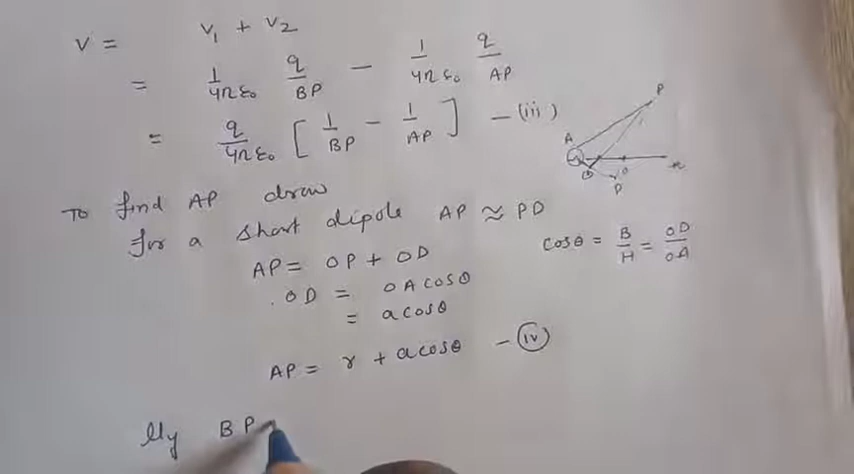 V = V₁ + V₂
= 1/4πε₀ q/BP − 1/4πε₀ q/AP
= q/4πε₀ [ 1/BP − 1/AP ] — (iii)
P
A
O
D
To find AP draw
for a short dipole AP ≈ PD
AP = OP + OD
cosθ = B/H = OD/OA
OD = OA cosθ
= a cosθ
AP = r + a cosθ — (iv)
llly BP